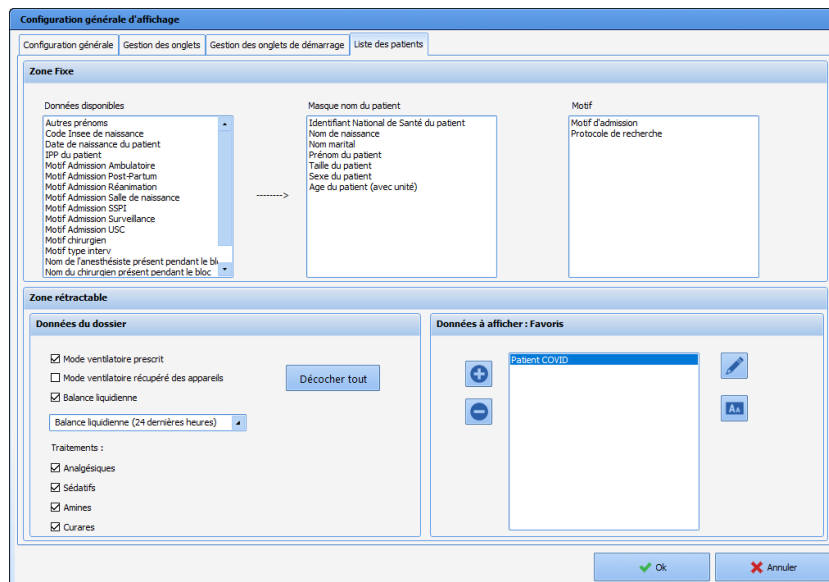 Configuration générale d'affichage
Configuration générale
Gestion des onglets
Gestion des onglets de démarrage
Liste des patients
Zone Fixe
Données disponibles
Autres prénoms
Code Insee de naissance
Date de naissance du patient
IPP du patient
Motif Admission Ambulatoire
Motif Admission Post-Partum
Motif Admission Réanimation
Motif Admission Salle de naissance
Motif Admission SSPI
Motif Admission Surveillance
Motif Admission USC
Motif chirurgien
Motif type interv
Nom de l'anesthésiste présent pendant le
Nom du chirurgien présent pendant le bloc
-------->
Masque nom du patient
Identifiant National de Santé du patient
Nom de naissance
Nom marital
Prénom du patient
Taille du patient
Sexe du patient
Age du patient (avec unité)
Motif
Motif d'admission
Protocole de recherche
Zone rétractable
Données du dossier
Mode ventilatoire prescrit
Mode ventilatoire récupéré des appareils
Balance liquidienne
Décocher tout
Balance liquidienne (24 dernières heures)
Traitements :
Analgésiques
Sédatifs
Amines
Curares
Données à afficher : Favoris
Patient COVID
AA
Ok
Annuler